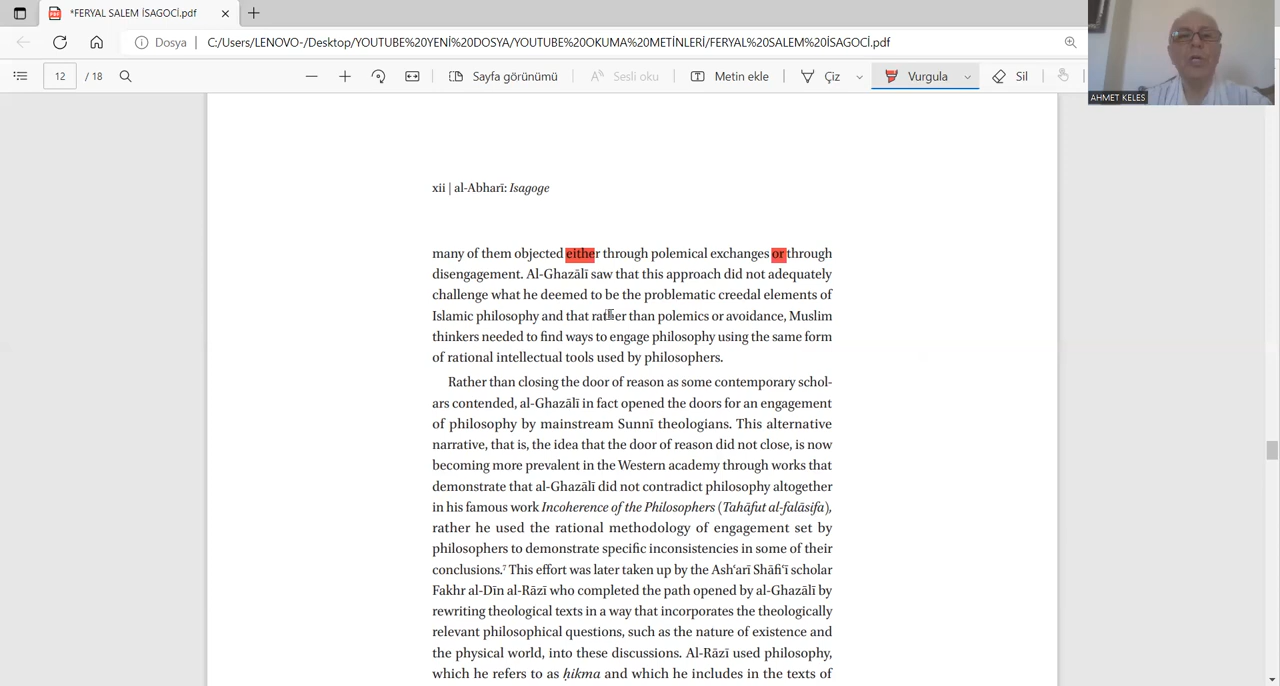 *FERYAL SALEM İSAGOCİ.pdf
Dosya C:/Users/LENOVO-/Desktop/YOUTUBE%20YENİ%20DOSYA/YOUTUBE%20OKUMA%20METİNLERİ/FERYAL%20SALEM%20İSAGOCİ.pdf
12 / 18 Sayfa görünümü Sesli oku Metin ekle Çiz Vurgula Sil
AHMET KELES
xii | al-Abharī: Isagoge
many of them objected either through polemical exchanges or through
disengagement. Al-Ghazālī saw that this approach did not adequately
challenge what he deemed to be the problematic creedal elements of
Islamic philosophy and that rather than polemics or avoidance, Muslim
thinkers needed to find ways to engage philosophy using the same form
of rational intellectual tools used by philosophers.
Rather than closing the door of reason as some contemporary schol-
ars contended, al-Ghazālī in fact opened the doors for an engagement
of philosophy by mainstream Sunnī theologians. This alternative
narrative, that is, the idea that the door of reason did not close, is now
becoming more prevalent in the Western academy through works that
demonstrate that al-Ghazālī did not contradict philosophy altogether
in his famous work Incoherence of the Philosophers (Tahāfut al-falāsifa),
rather he used the rational methodology of engagement set by
philosophers to demonstrate specific inconsistencies in some of their
conclusions.⁷ This effort was later taken up by the Ashʿarī Shāfiʿī scholar
Fakhr al-Dīn al-Rāzī who completed the path opened by al-Ghazālī by
rewriting theological texts in a way that incorporates the theologically
relevant philosophical questions, such as the nature of existence and
the physical world, into these discussions. Al-Rāzī used philosophy,
which he refers to as ḥikma and which he includes in the texts of